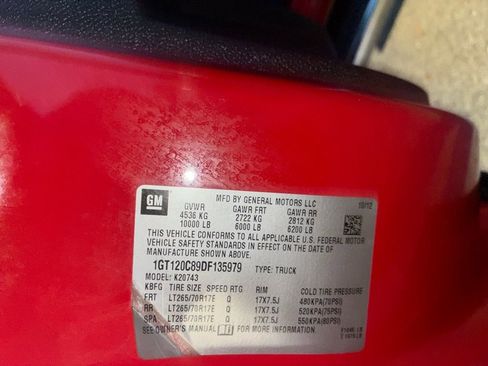 GM
MFD BY GENERAL MOTORS LLC 10/12
GVWR GAWR FRT GAWR RR
4536 KG 2722 KG 2812 KG
10000 LB 6000 LB 6200 LB
THIS VEHICLE CONFORMS TO ALL APPLICABLE U.S. FEDERAL MOTOR
VEHICLE SAFETY STANDARDS IN EFFECT ON THE DATE OF
MANUFACTURE SHOWN ABOVE.
1GT120C89DF135979 TYPE: TRUCK
MODEL: K20743
KBFG TIRE SIZE SPEED RTG RIM COLD TIRE PRESSURE
FRT LT265/70R17E Q 17X7.5J 480KPA(70PSI)
RR LT265/70R17E Q 17X7.5J 520KPA(75PSI)
SPA LT265/70R17E Q 17X7.5J 550KPA(80PSI)
SEE OWNER'S MANUAL FOR MORE INFORMATION.